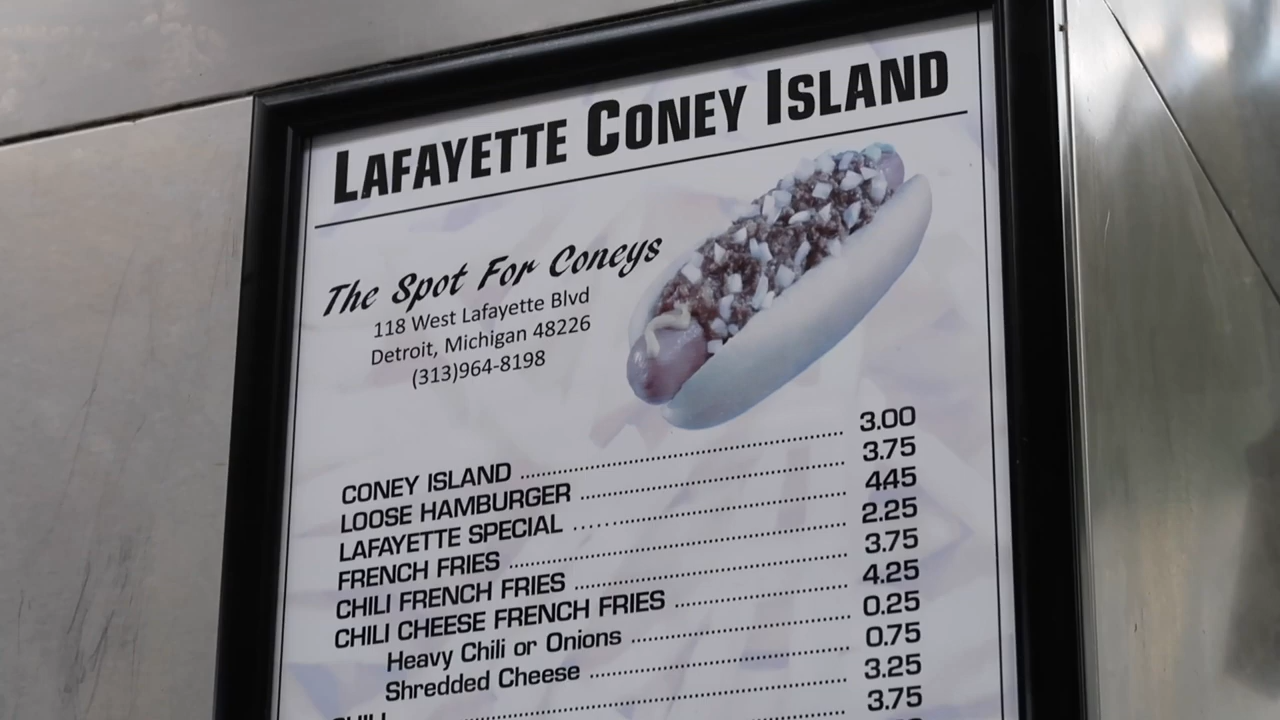 LAFAYETTE CONEY ISLAND
The Spot For Coneys
118 West Lafayette Blvd
Detroit, Michigan 48226
(313)964-8198
CONEY ISLAND 3.00
LOOSE HAMBURGER 3.75
LAFAYETTE SPECIAL 4.45
FRENCH FRIES 2.25
CHILI FRENCH FRIES 3.75
CHILI CHEESE FRENCH FRIES 4.25
Heavy Chili or Onions 0.25
Shredded Cheese 0.75
CHILI 3.25
3.75